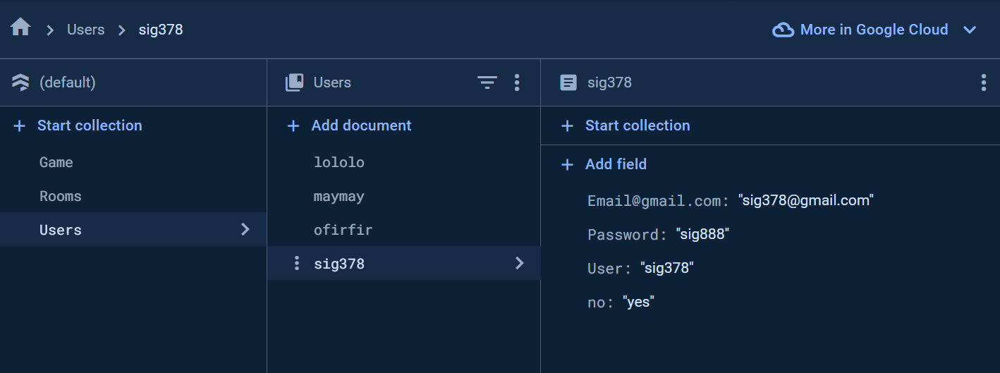 Users sig378 More in Google Cloud
(default) Users sig378
Start collection Add document Start collection
Game lololo Add field
Rooms maymay Email@gmail.com: "sig378@gmail.com"
Users ofirfir Password: "sig888"
sig378 User: "sig378"
no: "yes"